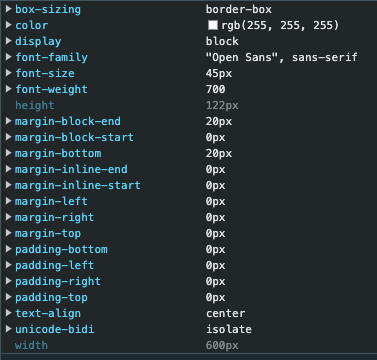 box-sizing border-box
color rgb(255, 255, 255)
display block
font-family "Open Sans", sans-serif
font-size 45px
font-weight 700
height 122px
margin-block-end 20px
margin-block-start 0px
margin-bottom 20px
margin-inline-end 0px
margin-inline-start 0px
margin-left 0px
margin-right 0px
margin-top 0px
padding-bottom 0px
padding-left 0px
padding-right 0px
padding-top 0px
text-align center
unicode-bidi isolate
width 600px